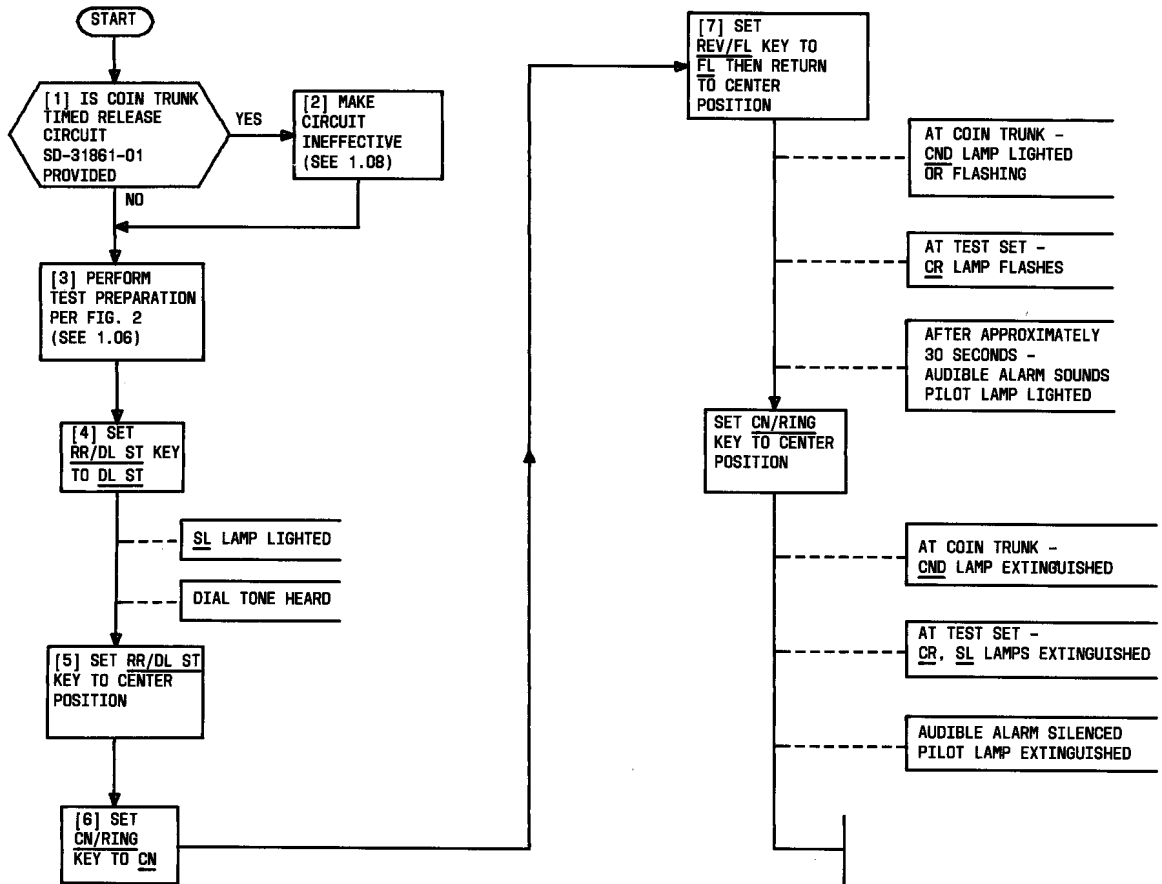 START
[1] IS COIN TRUNK
TIMED RELEASE
CIRCUIT
SD-31861-01
PROVIDED
YES
NO
[2] MAKE
CIRCUIT
INEFFECTIVE
(SEE 1.08)
[3] PERFORM
TEST PREPARATION
PER FIG. 2
(SEE 1.06)
[4] SET
RR/DL ST KEY
TO DL ST
SL LAMP LIGHTED
DIAL TONE HEARD
[5] SET RR/DL ST
KEY TO CENTER
POSITION
[6] SET
CN/RING
KEY TO CN
[7] SET
REV/FL KEY TO
FL THEN RETURN
TO CENTER
POSITION
AT COIN TRUNK -
CND LAMP LIGHTED
OR FLASHING
AT TEST SET -
CR LAMP FLASHES
AFTER APPROXIMATELY
30 SECONDS -
AUDIBLE ALARM SOUNDS
PILOT LAMP LIGHTED
SET CN/RING
KEY TO CENTER
POSITION
AT COIN TRUNK -
CND LAMP EXTINGUISHED
AT TEST SET -
CR, SL LAMPS EXTINGUISHED
AUDIBLE ALARM SILENCED
PILOT LAMP EXTINGUISHED